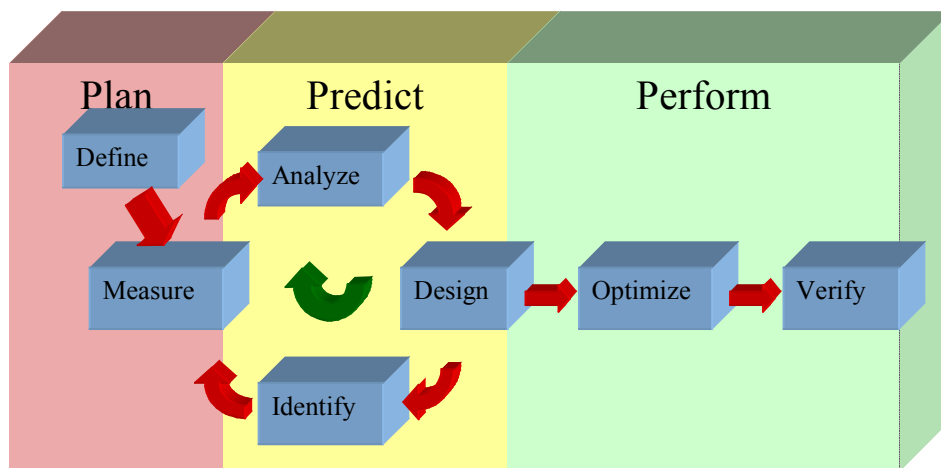 Plan
Predict
Perform
Define
Analyze
Measure
Design
Optimize
Verify
Identify